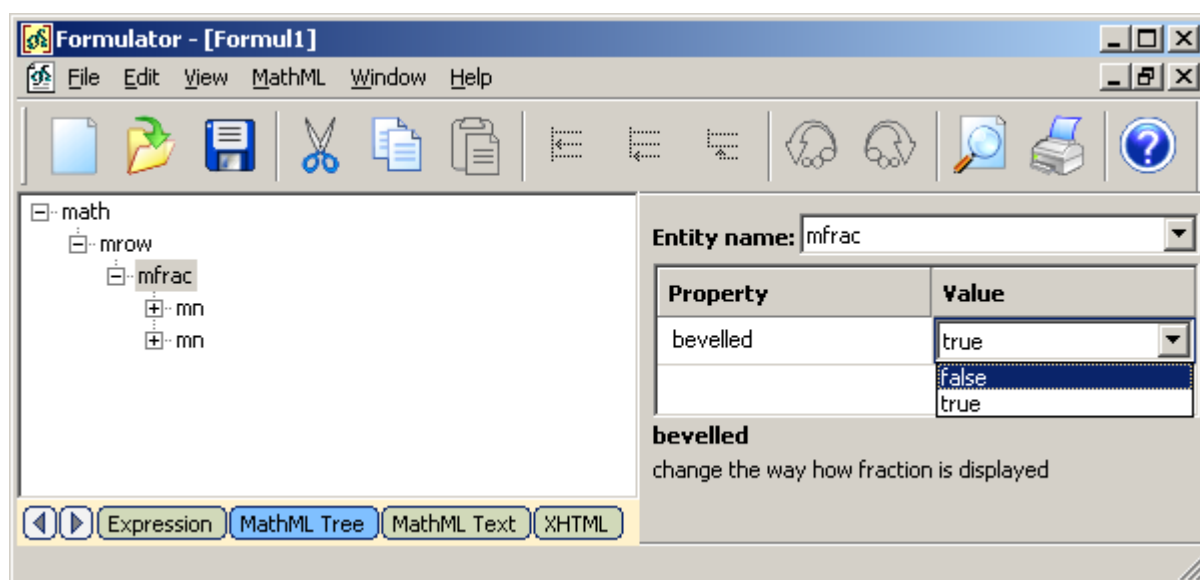 Formulator - [Formul1]
File Edit View MathML Window Help
math
mrow
mfrac
mn
mn
Entity name: mfrac
Property Value
bevelled true
false
true
bevelled
change the way how fraction is displayed
Expression MathML Tree MathML Text XHTML